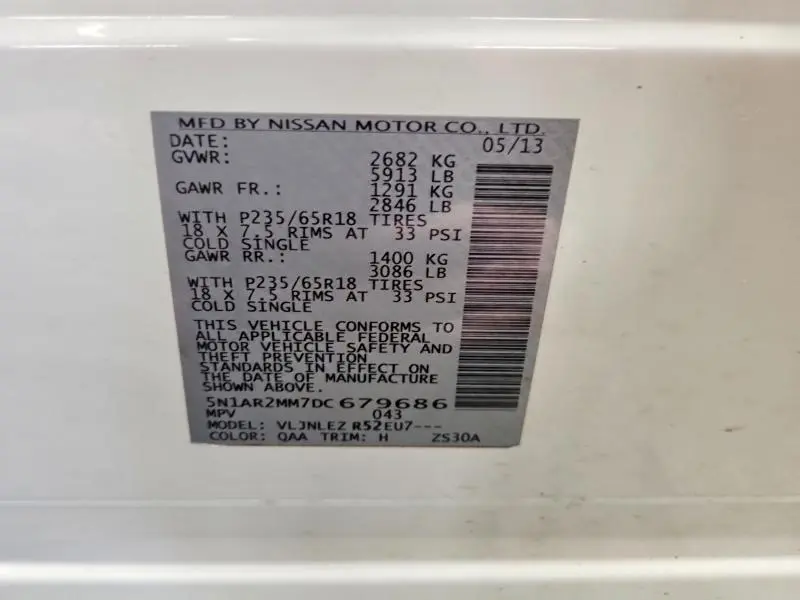 MFD BY NISSAN MOTOR CO., LTD.
DATE: 05/13
GVWR: 2682 KG
5913 LB
GAWR FR.: 1291 KG
2846 LB
WITH P235/65R18 TIRES
18 X 7.5 RIMS AT 33 PSI
COLD SINGLE
GAWR RR.: 1400 KG
3086 LB
WITH P235/65R18 TIRES
18 X 7.5 RIMS AT 33 PSI
COLD SINGLE
THIS VEHICLE CONFORMS TO
ALL APPLICABLE FEDERAL
MOTOR VEHICLE SAFETY AND
THEFT PREVENTION
STANDARDS IN EFFECT ON
THE DATE OF MANUFACTURE
SHOWN ABOVE.
5N1AR2MM7DC679686
MPV 043
MODEL: VLJNLEZ R52EU7---
COLOR: QAA TRIM: H ZS30A